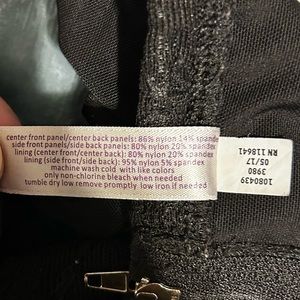 center front panel/center back panels: 86% nylon 14% spandex
side front panels/side back panels: 80% nylon 20% spandex
lining (center front/center back): 80% nylon 20% spandex
lining (side front/side back): 95% nylon 5% spandex
machine wash cold with like colors
only non-chlorine bleach when needed
tumble dry low remove promptly low iron if needed
1080439
3980
05/17
RN 118641